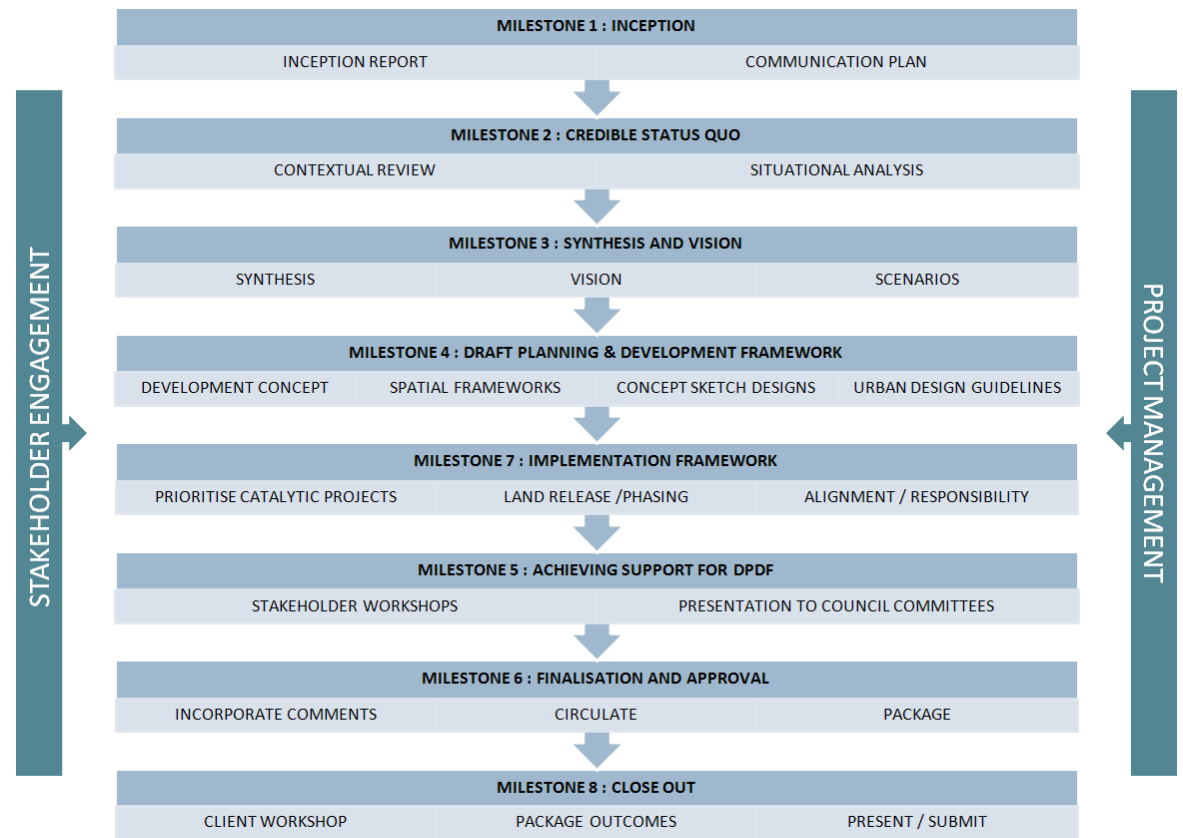 MILESTONE 1 : INCEPTION
INCEPTION REPORT
COMMUNICATION PLAN
MILESTONE 2 : CREDIBLE STATUS QUO
CONTEXTUAL REVIEW
SITUATIONAL ANALYSIS
MILESTONE 3 : SYNTHESIS AND VISION
SYNTHESIS
VISION
SCENARIOS
MILESTONE 4 : DRAFT PLANNING & DEVELOPMENT FRAMEWORK
DEVELOPMENT CONCEPT
SPATIAL FRAMEWORKS
CONCEPT SKETCH DESIGNS
URBAN DESIGN GUIDELINES
MILESTONE 7 : IMPLEMENTATION FRAMEWORK
PRIORITISE CATALYTIC PROJECTS
LAND RELEASE /PHASING
ALIGNMENT / RESPONSIBILITY
MILESTONE 5 : ACHIEVING SUPPORT FOR DPDF
STAKEHOLDER WORKSHOPS
PRESENTATION TO COUNCIL COMMITTEES
MILESTONE 6 : FINALISATION AND APPROVAL
INCORPORATE COMMENTS
CIRCULATE
PACKAGE
MILESTONE 8 : CLOSE OUT
CLIENT WORKSHOP
PACKAGE OUTCOMES
PRESENT / SUBMIT
STAKEHOLDER ENGAGEMENT
PROJECT MANAGEMENT